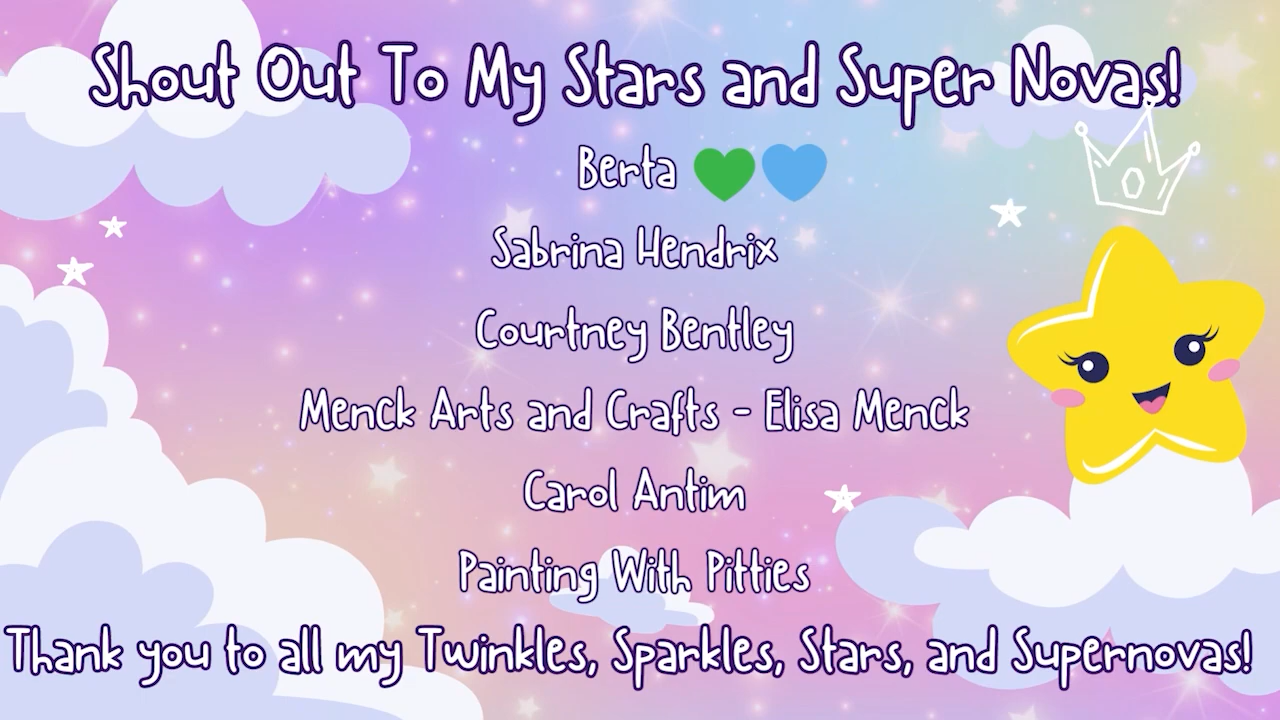 Shout Out To My Stars and Super Novas!
Berta 💚💙
Sabrina Hendrix
Courtney Bentley
Menck Arts and Crafts - Elisa Menck
Carol Antim
Painting With Pitties
Thank you to all my Twinkles, Sparkles, Stars, and Supernovas!